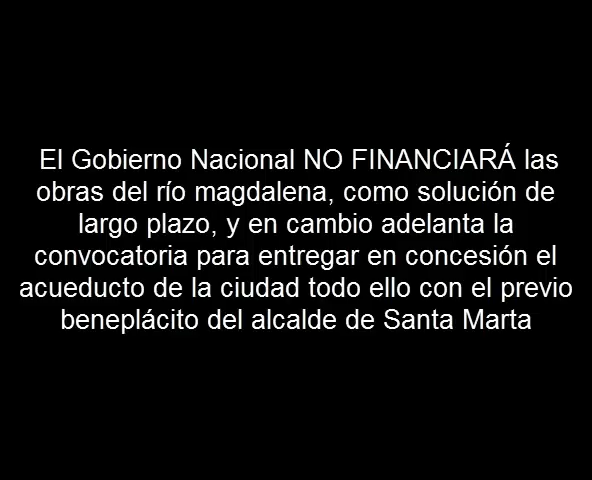 El Gobierno Nacional NO FINANCIARÁ las
obras del río magdalena, como solución de
largo plazo, y en cambio adelanta la
convocatoria para entregar en concesión el
acueducto de la ciudad todo ello con el previo
beneplácito del alcalde de Santa Marta